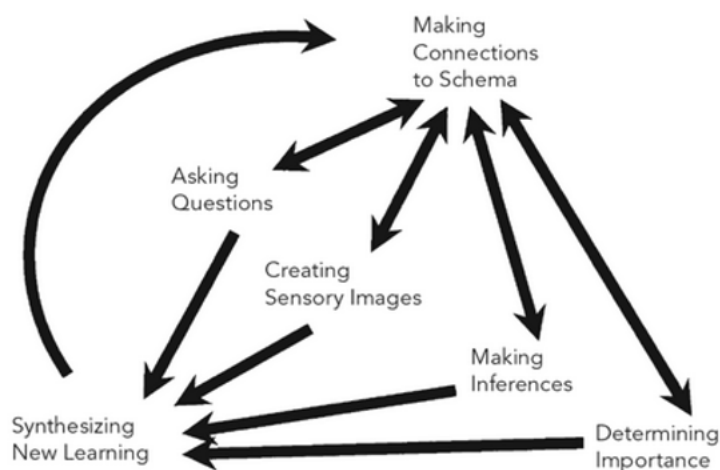 Making
Connections
to Schema
Asking
Questions
Creating
Sensory Images
Making
Inferences
Synthesizing
New Learning
Determining
Importance